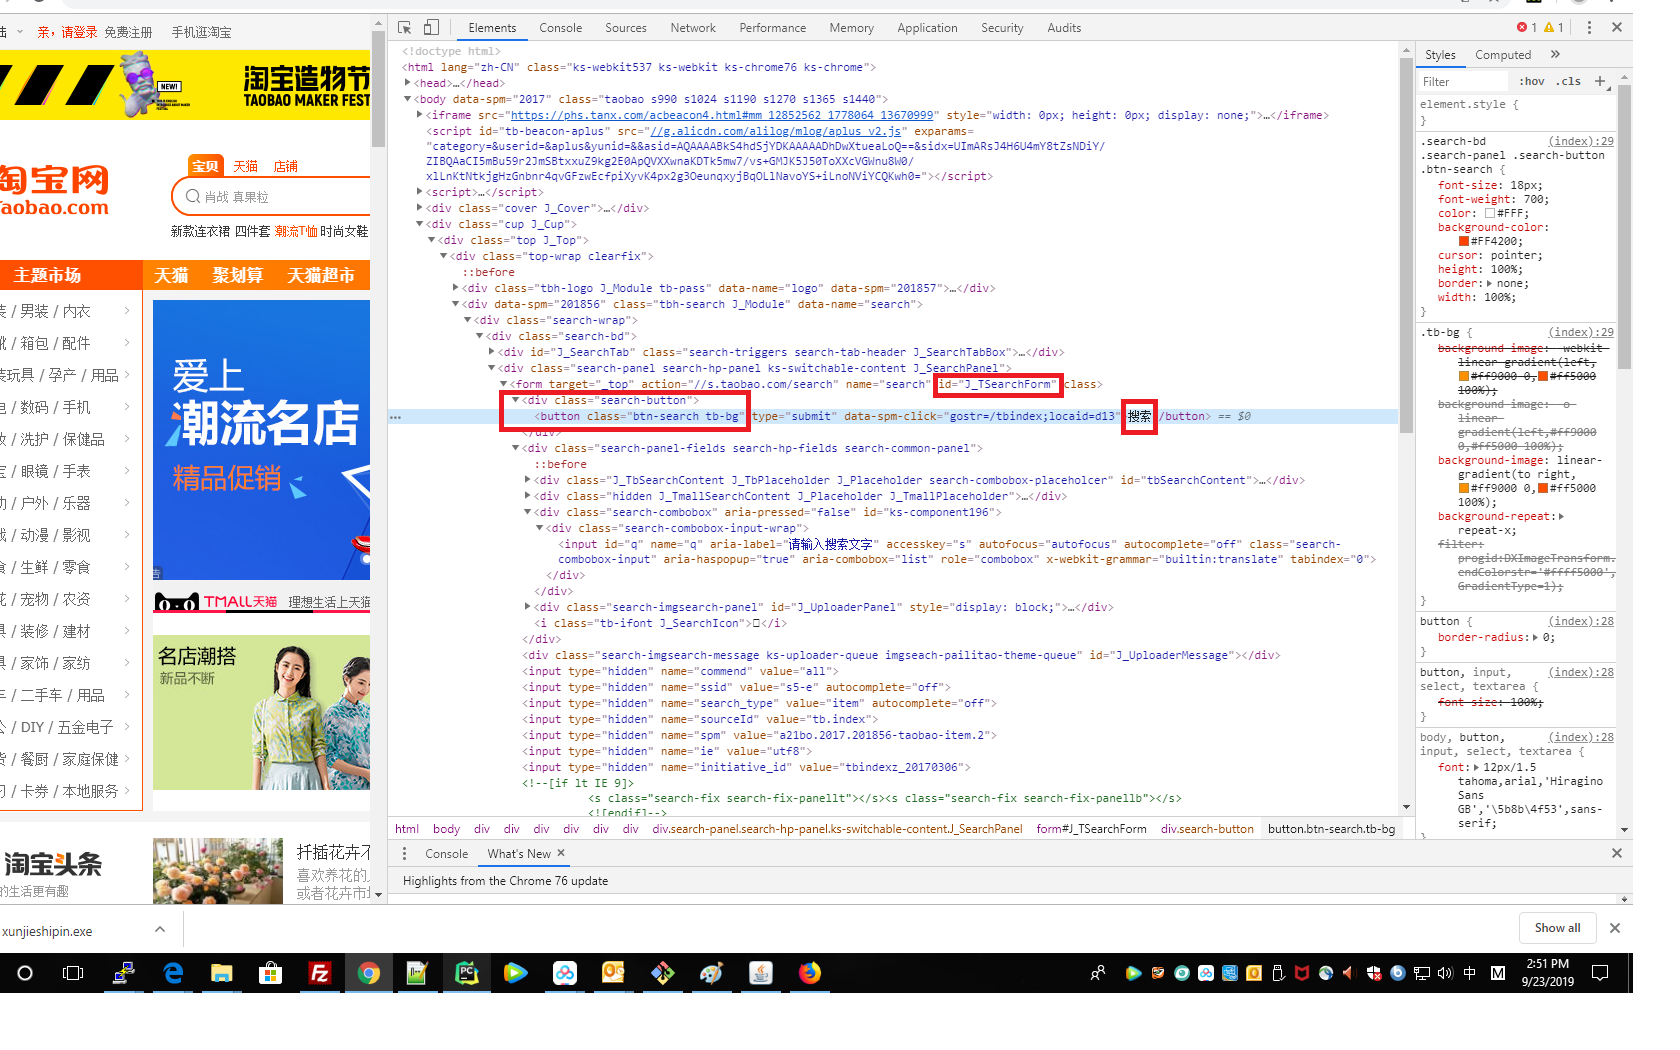 亲，请登录 免费注册 手机逛淘宝
NEW!
淘宝造物节
TAOBAO MAKER FEST
淘宝网
Taobao.com
宝贝 天猫 店铺
肖战 真果粒
新款连衣裙 四件套 潮流T恤 时尚女鞋
主题市场 天猫 聚划算 天猫超市
/ 男装 / 内衣
/ 箱包 / 配件
玩具 / 孕产 / 用品
/ 数码 / 手机
/ 洗护 / 保健品
/ 眼镜 / 手表
/ 户外 / 乐器
/ 动漫 / 影视
/ 生鲜 / 零食
/ 宠物 / 农资
/ 装修 / 建材
/ 家饰 / 家纺
/ 二手车 / 用品
/ DIY / 五金电子
/ 餐厨 / 家庭保健
/ 卡券 / 本地服务
爱上
潮流名店
精品促销
TMALL天猫 理想生活上天猫
名店潮搭
新品不断
淘宝头条
的生活更有趣
扦插花卉不
喜欢养花的人
或者花卉市场
Elements Console Sources Network Performance Memory Application Security Audits 1 1
<!doctype html>
<html lang="zh-CN" class="ks-webkit537 ks-webkit ks-chrome76 ks-chrome">
<head>…</head>
<body data-spm="2017" class="taobao s990 s1024 s1190 s1270 s1365 s1440">
<iframe src="https://phs.tanx.com/acbeacon4.html#mm_12852562_1778064_13670999" style="width: 0px; height: 0px; display: none;">…</iframe>
<script id="tb-beacon-aplus" src="//g.alicdn.com/alilog/mlog/aplus_v2.js" exparams=
"category=&userid=&aplus&yunid=&&asid=AQAAAABkS4hdSjYDKAAAAADhDwXtueaLoQ==&sidx=UImARsJ4H6U4mY8tZsNDiY/
ZIBQAaCI5mBu59r2JmSBtxxuZ9kg2E0ApQVXXwnaKDTk5mw7/vs+GMJK5J50ToXXcVGWnu8W0/
xlLnKtNtkjgHzGnbnr4qvGFzwEcfpiXyvK4px2g3OeunqxyjBqOLlNavoYS+iLnoNViYCQKwh0="></script>
<script>…</script>
<div class="cover J_Cover">…</div>
<div class="cup J_Cup">
<div class="top J_Top">
<div class="top-wrap clearfix">
::before
<div class="tbh-logo J_Module tb-pass" data-name="logo" data-spm="201857">…</div>
<div data-spm="201856" class="tbh-search J_Module" data-name="search">
<div class="search-wrap">
<div class="search-bd">
<div id="J_SearchTab" class="search-triggers search-tab-header J_SearchTabBox">…</div>
<div class="search-panel search-hp-panel ks-switchable-content J_SearchPanel">
<form target="_top" action="//s.taobao.com/search" name="search" id="J_TSearchForm" class>
<div class="search-button">
<button class="btn-search tb-bg" type="submit" data-spm-click="gostr=/tbindex;locaid=d13" 搜索 /button> == $0
</div>
<div class="search-panel-fields search-hp-fields search-common-panel">
::before
<div class="J_TbSearchContent J_TbPlaceholder J_Placeholder search-combobox-placeholcer" id="tbSearchContent">…</div>
<div class="hidden J_TmallSearchContent J_Placeholder J_TmallPlaceholder">…</div>
<div class="search-combobox" aria-pressed="false" id="ks-component196">
<div class="search-combobox-input-wrap">
<input id="q" name="q" aria-label="请输入搜索文字" accesskey="s" autofocus="autofocus" autocomplete="off" class="search-
combobox-input" aria-haspopup="true" aria-combobox="list" role="combobox" x-webkit-grammar="builtin:translate" tabindex="0">
</div>
</div>
<div class="search-imgsearch-panel" id="J_UploaderPanel" style="display: block;">…</div>
<i class="tb-ifont J_SearchIcon"></i>
</div>
<div class="search-imgsearch-message ks-uploader-queue imgseach-pailitao-theme-queue" id="J_UploaderMessage"></div>
<input type="hidden" name="commend" value="all">
<input type="hidden" name="ssid" value="s5-e" autocomplete="off">
<input type="hidden" name="search_type" value="item" autocomplete="off">
<input type="hidden" name="sourceId" value="tb.index">
<input type="hidden" name="spm" value="a21bo.2017.201856-taobao-item.2">
<input type="hidden" name="ie" value="utf8">
<input type="hidden" name="initiative_id" value="tbindexz_20170306">
<!--[if lt IE 9]>
<s class="search-fix search-fix-panellt"></s><s class="search-fix search-fix-panellb"></s>
<![endif]-->
html body div div div div div div div.search-panel.search-hp-panel.ks-switchable-content.J_SearchPanel form#J_TSearchForm div.search-button button.btn-search.tb-bg
Styles Computed »
Filter :hov .cls +
element.style {
}
.search-bd (index):29
.search-panel .search-button
.btn-search {
font-size: 18px;
font-weight: 700;
color: #FFF;
background-color:
#FF4200;
cursor: pointer;
height: 100%;
border: none;
width: 100%;
}
.tb-bg { (index):29
background-image: -webkit-
linear-gradient(left,
#ff9000 0, #ff5000
100%);
background-image: -o-
linear-
gradient(left,#ff9000
0,#ff5000 100%);
background-image: linear-
gradient(to right,
#ff9000 0, #ff5000
100%);
background-repeat:
repeat-x;
filter:
progid:DXImageTransform.
endColorstr='#ffff5000',
GradientType=1);
}
button { (index):28
border-radius: 0;
}
button, input, (index):28
select, textarea {
font-size: 100%;
}
body, button, (index):28
input, select, textarea {
font: 12px/1.5
tahoma,arial,'Hiragino
Sans
GB','\5b8b\4f53',sans-
serif;
}
Console What's New
Highlights from the Chrome 76 update
xunjieshipin.exe Show all
中 M
2:51 PM
9/23/2019